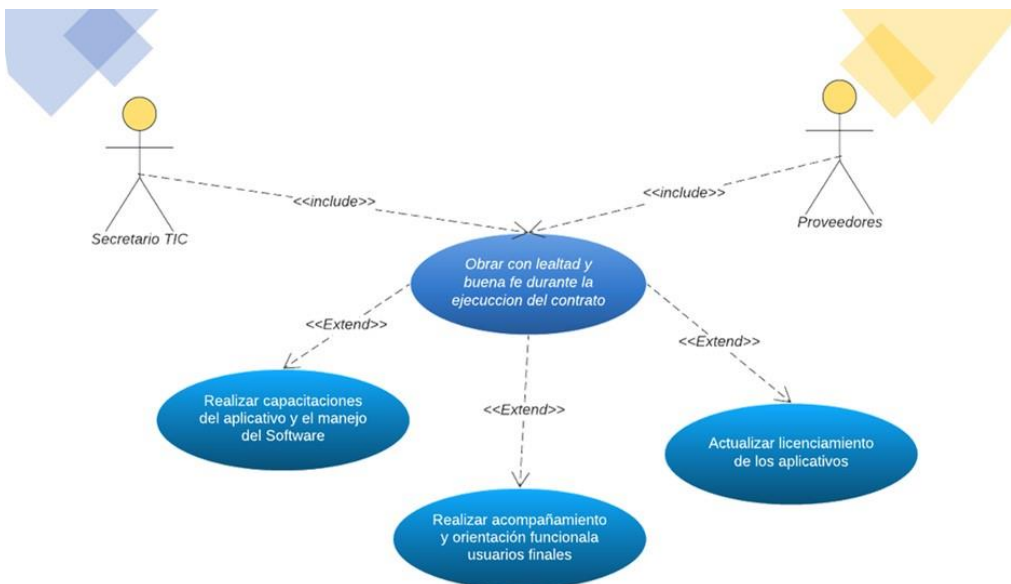 <<include>>
<<include>>
Secretario TIC
Proveedores
Obrar con lealtad y
buena fe durante la
ejecuccion del contrato
<<Extend>>
<<Extend>>
<<Extend>>
Realizar capacitaciones
del aplicativo y el manejo
del Software
Actualizar licenciamiento
de los aplicativos
Realizar acompañamiento
y orientación funcionala
usuarios finales